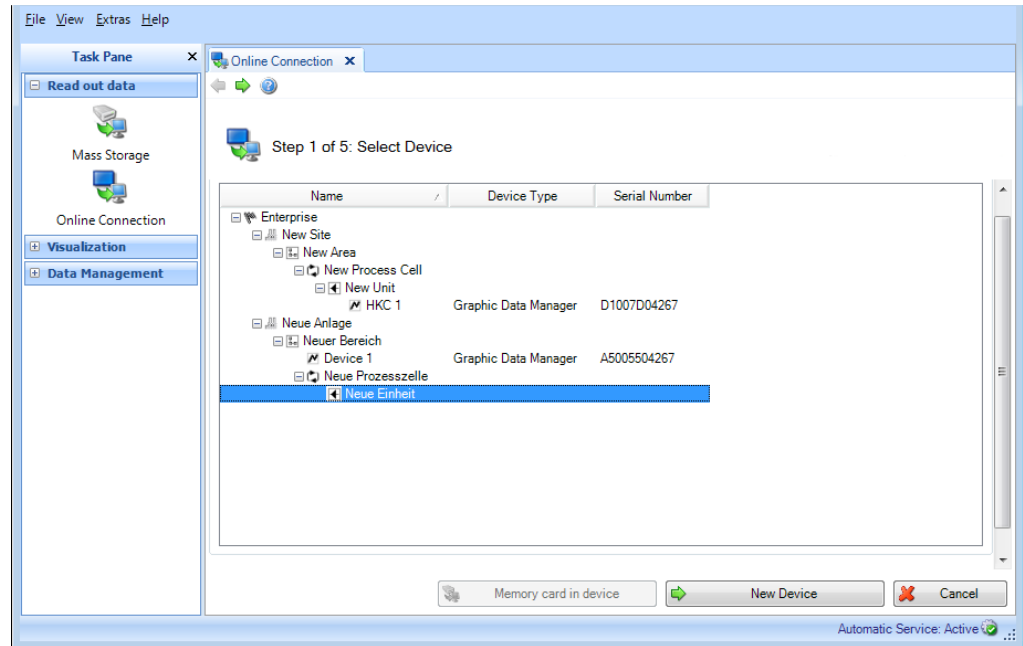 File View Extras Help
Task Pane
Online Connection
Read out data
Mass Storage
Online Connection
Visualization
Data Management
Step 1 of 5: Select Device
Name Device Type Serial Number
Enterprise
New Site
New Area
New Process Cell
New Unit
HKC 1 Graphic Data Manager D1007D04267
Neue Anlage
Neuer Bereich
Device 1 Graphic Data Manager A5005504267
Neue Prozesszelle
Neue Einheit
Memory card in device New Device Cancel
Automatic Service: Active